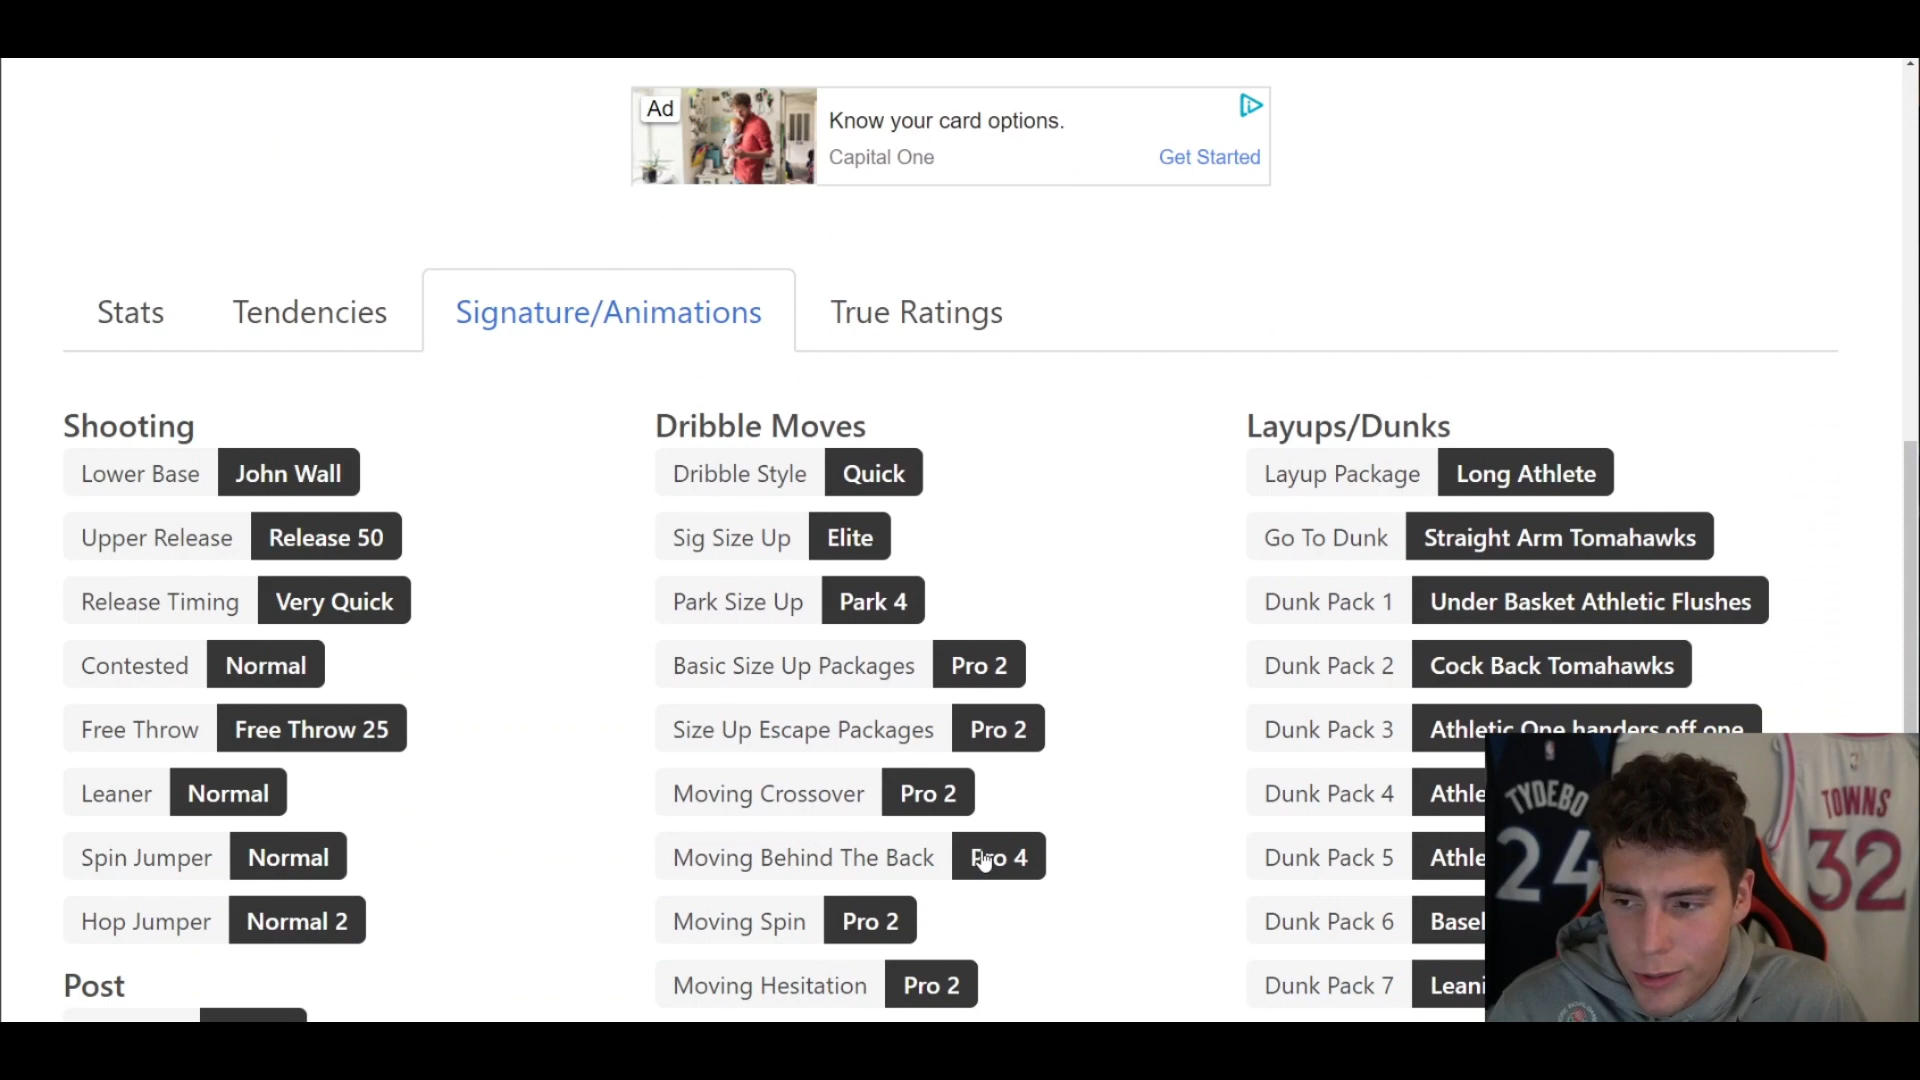 Ad
Know your card options.
Capital One
Get Started
Stats
Tendencies
Signature/Animations
True Ratings
Shooting
Lower Base John Wall
Upper Release Release 50
Release Timing Very Quick
Contested Normal
Free Throw Free Throw 25
Leaner Normal
Spin Jumper Normal
Hop Jumper Normal 2
Post
Dribble Moves
Dribble Style Quick
Sig Size Up Elite
Park Size Up Park 4
Basic Size Up Packages Pro 2
Size Up Escape Packages Pro 2
Moving Crossover Pro 2
Moving Behind The Back Pro 4
Moving Spin Pro 2
Moving Hesitation Pro 2
Layups/Dunks
Layup Package Long Athlete
Go To Dunk Straight Arm Tomahawks
Dunk Pack 1 Under Basket Athletic Flushes
Dunk Pack 2 Cock Back Tomahawks
Dunk Pack 3 Athletic One handers off one
Dunk Pack 4 Athle
Dunk Pack 5 Athle
Dunk Pack 6 Basel
Dunk Pack 7 Leani
TYDEBO
24
TOWNS
32